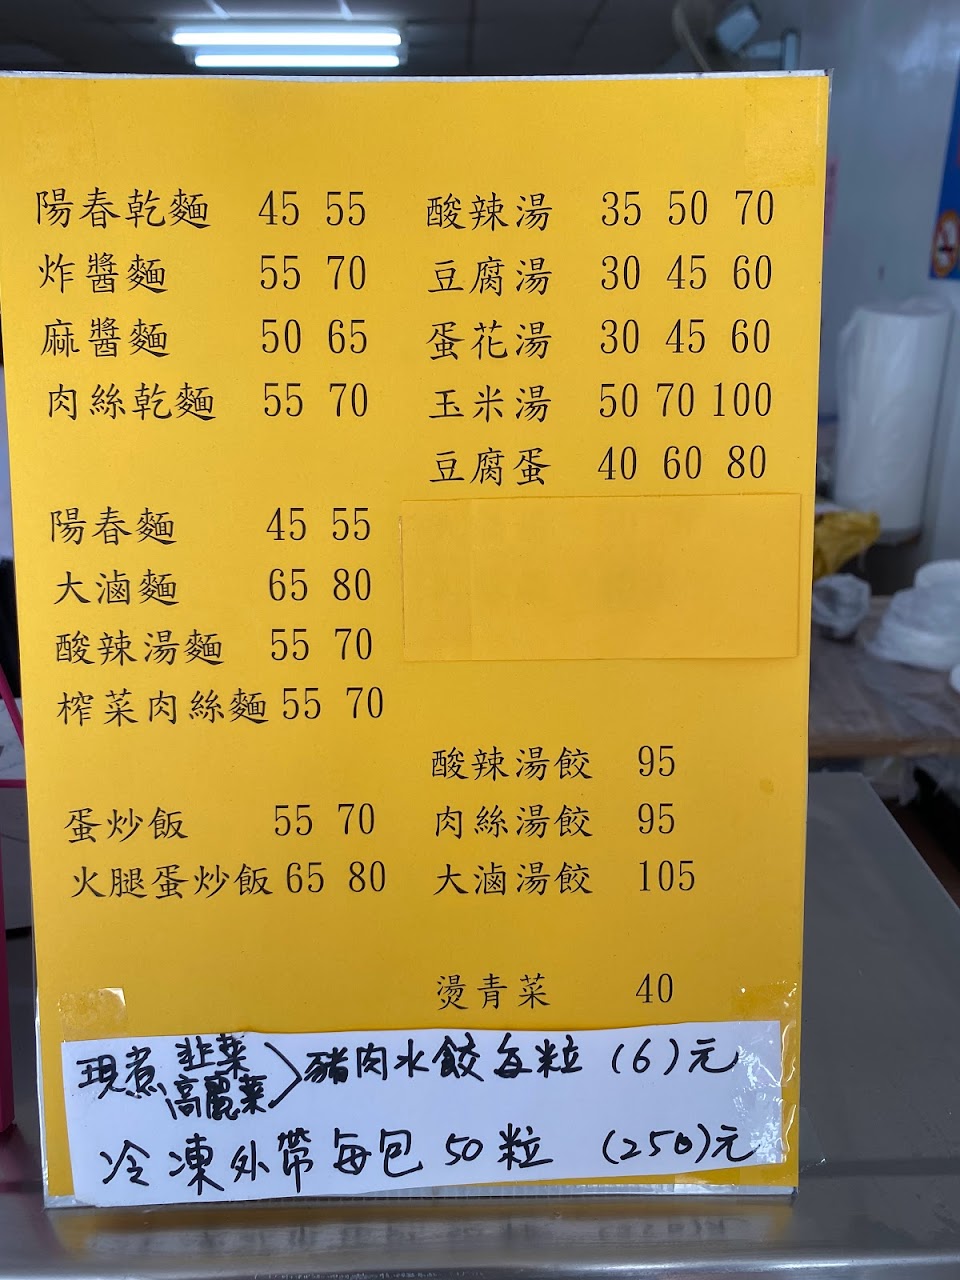 陽春乾麵 45 55
炸醬麵 55 70
麻醬麵 50 65
肉絲乾麵 55 70
陽春麵 45 55
大滷麵 65 80
酸辣湯麵 55 70
榨菜肉絲麵 55 70
蛋炒飯 55 70
火腿蛋炒飯 65 80
酸辣湯 35 50 70
豆腐湯 30 45 60
蛋花湯 30 45 60
玉米湯 50 70 100
豆腐蛋 40 60 80
酸辣湯餃 95
肉絲湯餃 95
大滷湯餃 105
燙青菜 40
現煮 韭菜 高麗菜 豬肉水餃每粒 (6)元
冷凍外帶每包 50粒 (250)元